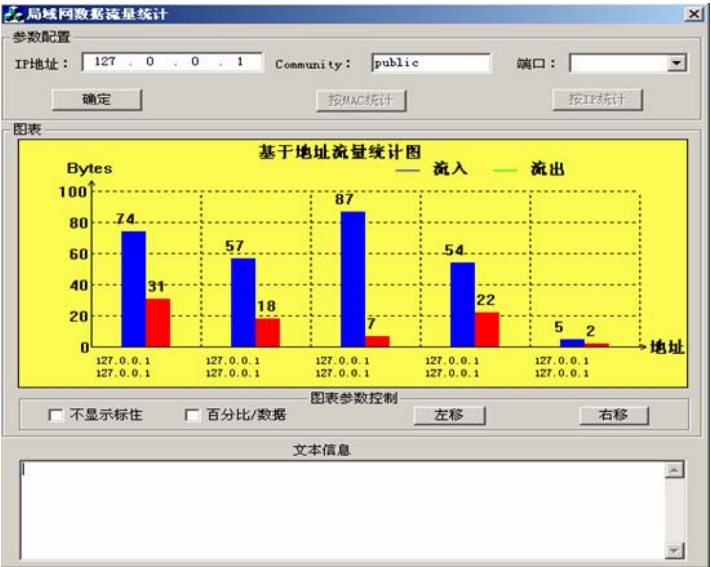 局域网数据流量统计
参数配置
IP地址： 127 . 0 . 0 . 1 Community： public 端口：
确定 按MAC统计 按IP统计
图表
基于地址流量统计图
Bytes 流入 流出
100
80
60
40
20
0
74 31
57 18
87 7
54 22
5 2
地址
127.0.0.1 127.0.0.1 127.0.0.1 127.0.0.1 127.0.0.1
127.0.0.1 127.0.0.1 127.0.0.1 127.0.0.1 127.0.0.1
图表参数控制
不显示标住 百分比/数据 左移 右移
文本信息